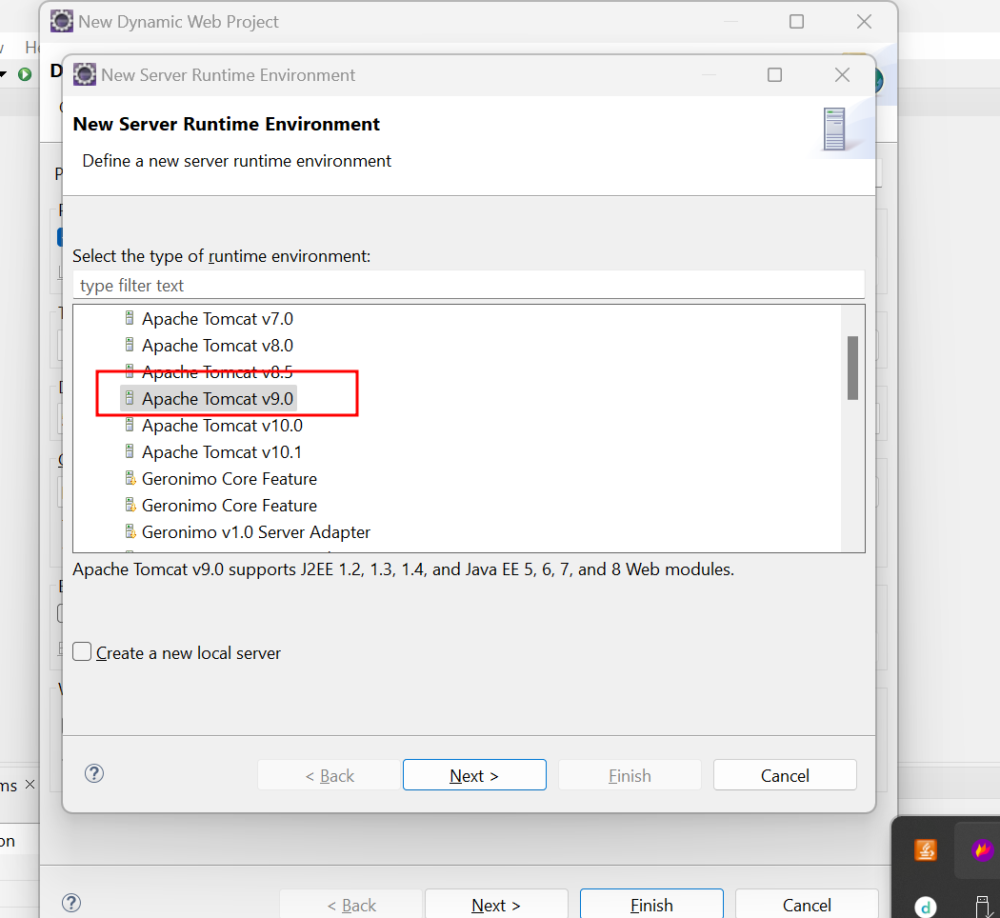 New Dynamic Web Project
New Server Runtime Environment
New Server Runtime Environment
Define a new server runtime environment
Select the type of runtime environment:
type filter text
Apache Tomcat v7.0
Apache Tomcat v8.0
Apache Tomcat v8.5
Apache Tomcat v9.0
Apache Tomcat v10.0
Apache Tomcat v10.1
Geronimo Core Feature
Geronimo Core Feature
Geronimo v1.0 Server Adapter
Apache Tomcat v9.0 supports J2EE 1.2, 1.3, 1.4, and Java EE 5, 6, 7, and 8 Web modules.
Create a new local server
< Back
Next >
Finish
Cancel
< Back
Next >
Finish
Cancel